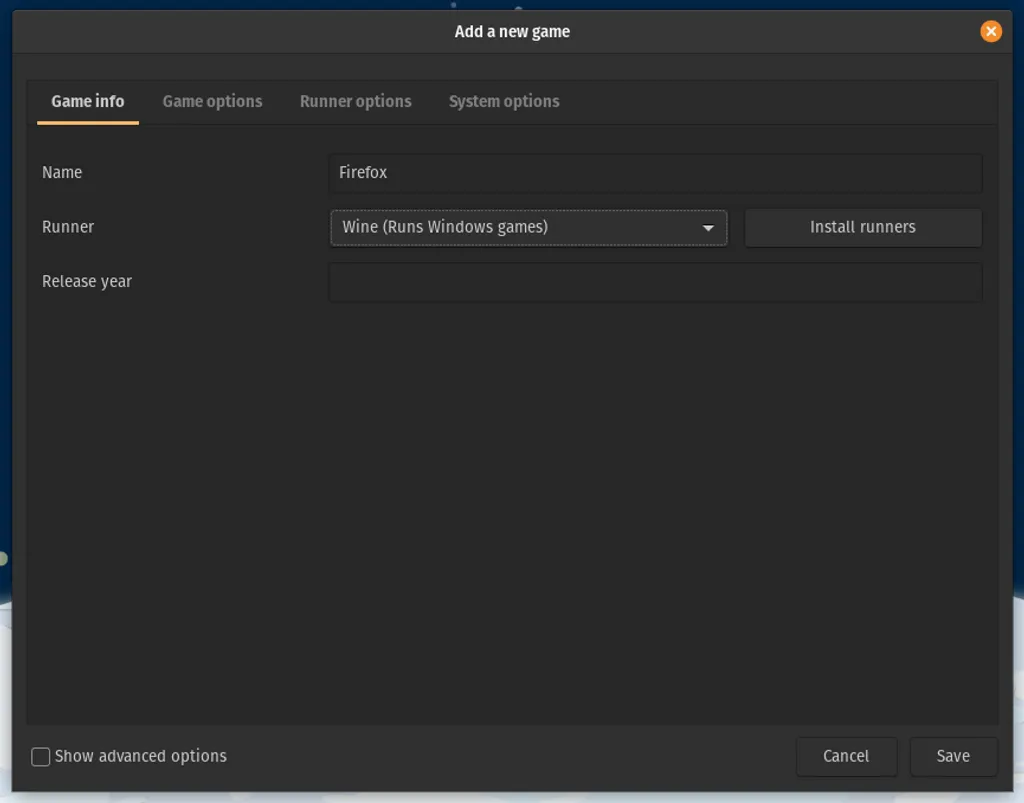 Add a new game
Game info Game options Runner options System options
Name Firefox
Runner Wine (Runs Windows games) Install runners
Release year
Show advanced options Cancel Save